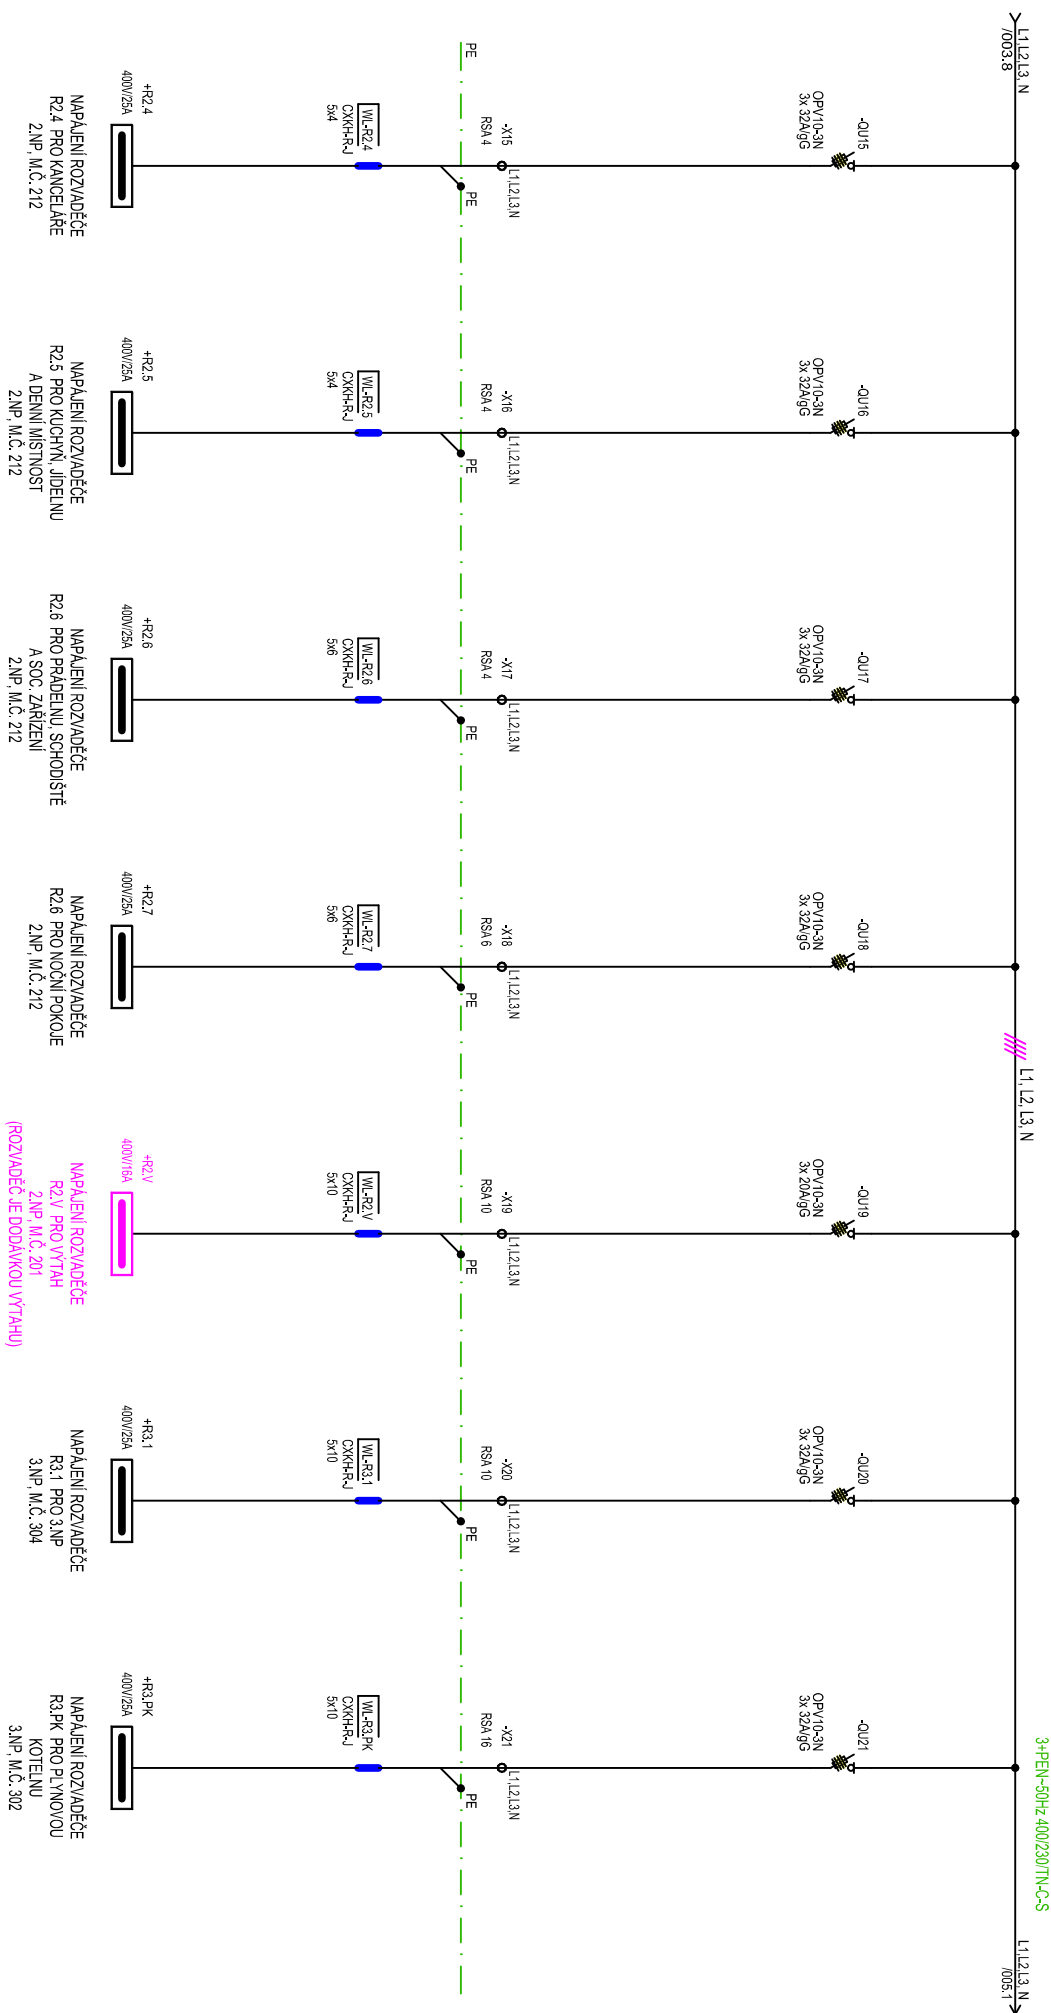 L1,L2,L3, N
/003.8
3+PEN~50Hz 400/230/TN-C-S
L1, L2, L3, N
L1,L2,L3, N
/005.1
-QU15
OPV10-3N
3x 32A/gG
-X15
RSA 4
L1,L2,L3,N
PE
PE
WL-R2.4
CXKH-R-J
5x4
+R2.4
400V/25A
NAPÁJENÍ ROZVADĚČE
R2.4 PRO KANCELÁŘE
2.NP, M.Č. 212
-QU16
OPV10-3N
3x 32A/gG
-X16
RSA 4
L1,L2,L3,N
PE
WL-R2.5
CXKH-R-J
5x4
+R2.5
400V/25A
NAPÁJENÍ ROZVADĚČE
R2.5 PRO KUCHYŇ, JÍDELNU
A DENNÍ MÍSTNOST
2.NP, M.Č. 212
-QU17
OPV10-3N
3x 32A/gG
-X17
RSA 4
L1,L2,L3,N
PE
WL-R2.6
CXKH-R-J
5x6
+R2.6
400V/25A
NAPÁJENÍ ROZVADĚČE
R2.6 PRO PRÁDELNU, SCHODIŠTĚ
A SOC. ZAŘÍZENÍ
2.NP, M.Č. 212
-QU18
OPV10-3N
3x 32A/gG
-X18
RSA 6
L1,L2,L3,N
PE
WL-R2.7
CXKH-R-J
5x6
+R2.7
400V/25A
NAPÁJENÍ ROZVADĚČE
R2.6 PRO NOČNÍ POKOJE
2.NP, M.Č. 212
-QU19
OPV10-3N
3x 20A/gG
-X19
RSA 10
L1,L2,L3,N
PE
WL-R2.V
CXKH-R-J
5x10
+R2.V
400V/16A
NAPÁJENÍ ROZVADĚČE
R2.V PRO VÝTAH
2.NP, M.Č. 201
(ROZVADĚČ JE DODÁVKOU VÝTAHU)
-QU20
OPV10-3N
3x 32A/gG
-X20
RSA 10
L1,L2,L3,N
PE
WL-R3.1
CXKH-R-J
5x10
+R3.1
400V/25A
NAPÁJENÍ ROZVADĚČE
R3.1 PRO 3.NP
3.NP, M.Č. 304
-QU21
OPV10-3N
3x 32A/gG
-X21
RSA 16
L1,L2,L3,N
PE
WL-R3.PK
CXKH-R-J
5x10
+R3.PK
400V/25A
NAPÁJENÍ ROZVADĚČE
R3.PK PRO PLYNOVOU
KOTELNU
3.NP, M.Č. 302